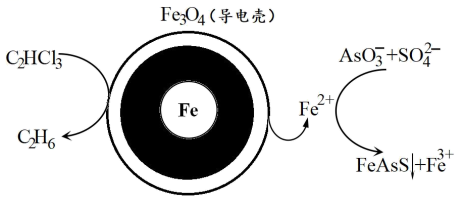 Fe₃O₄(导电壳)
C₂HCl₃
AsO₃⁻+SO₄²⁻
Fe
Fe²⁺
C₂H₆
FeAsS↓+Fe³⁺